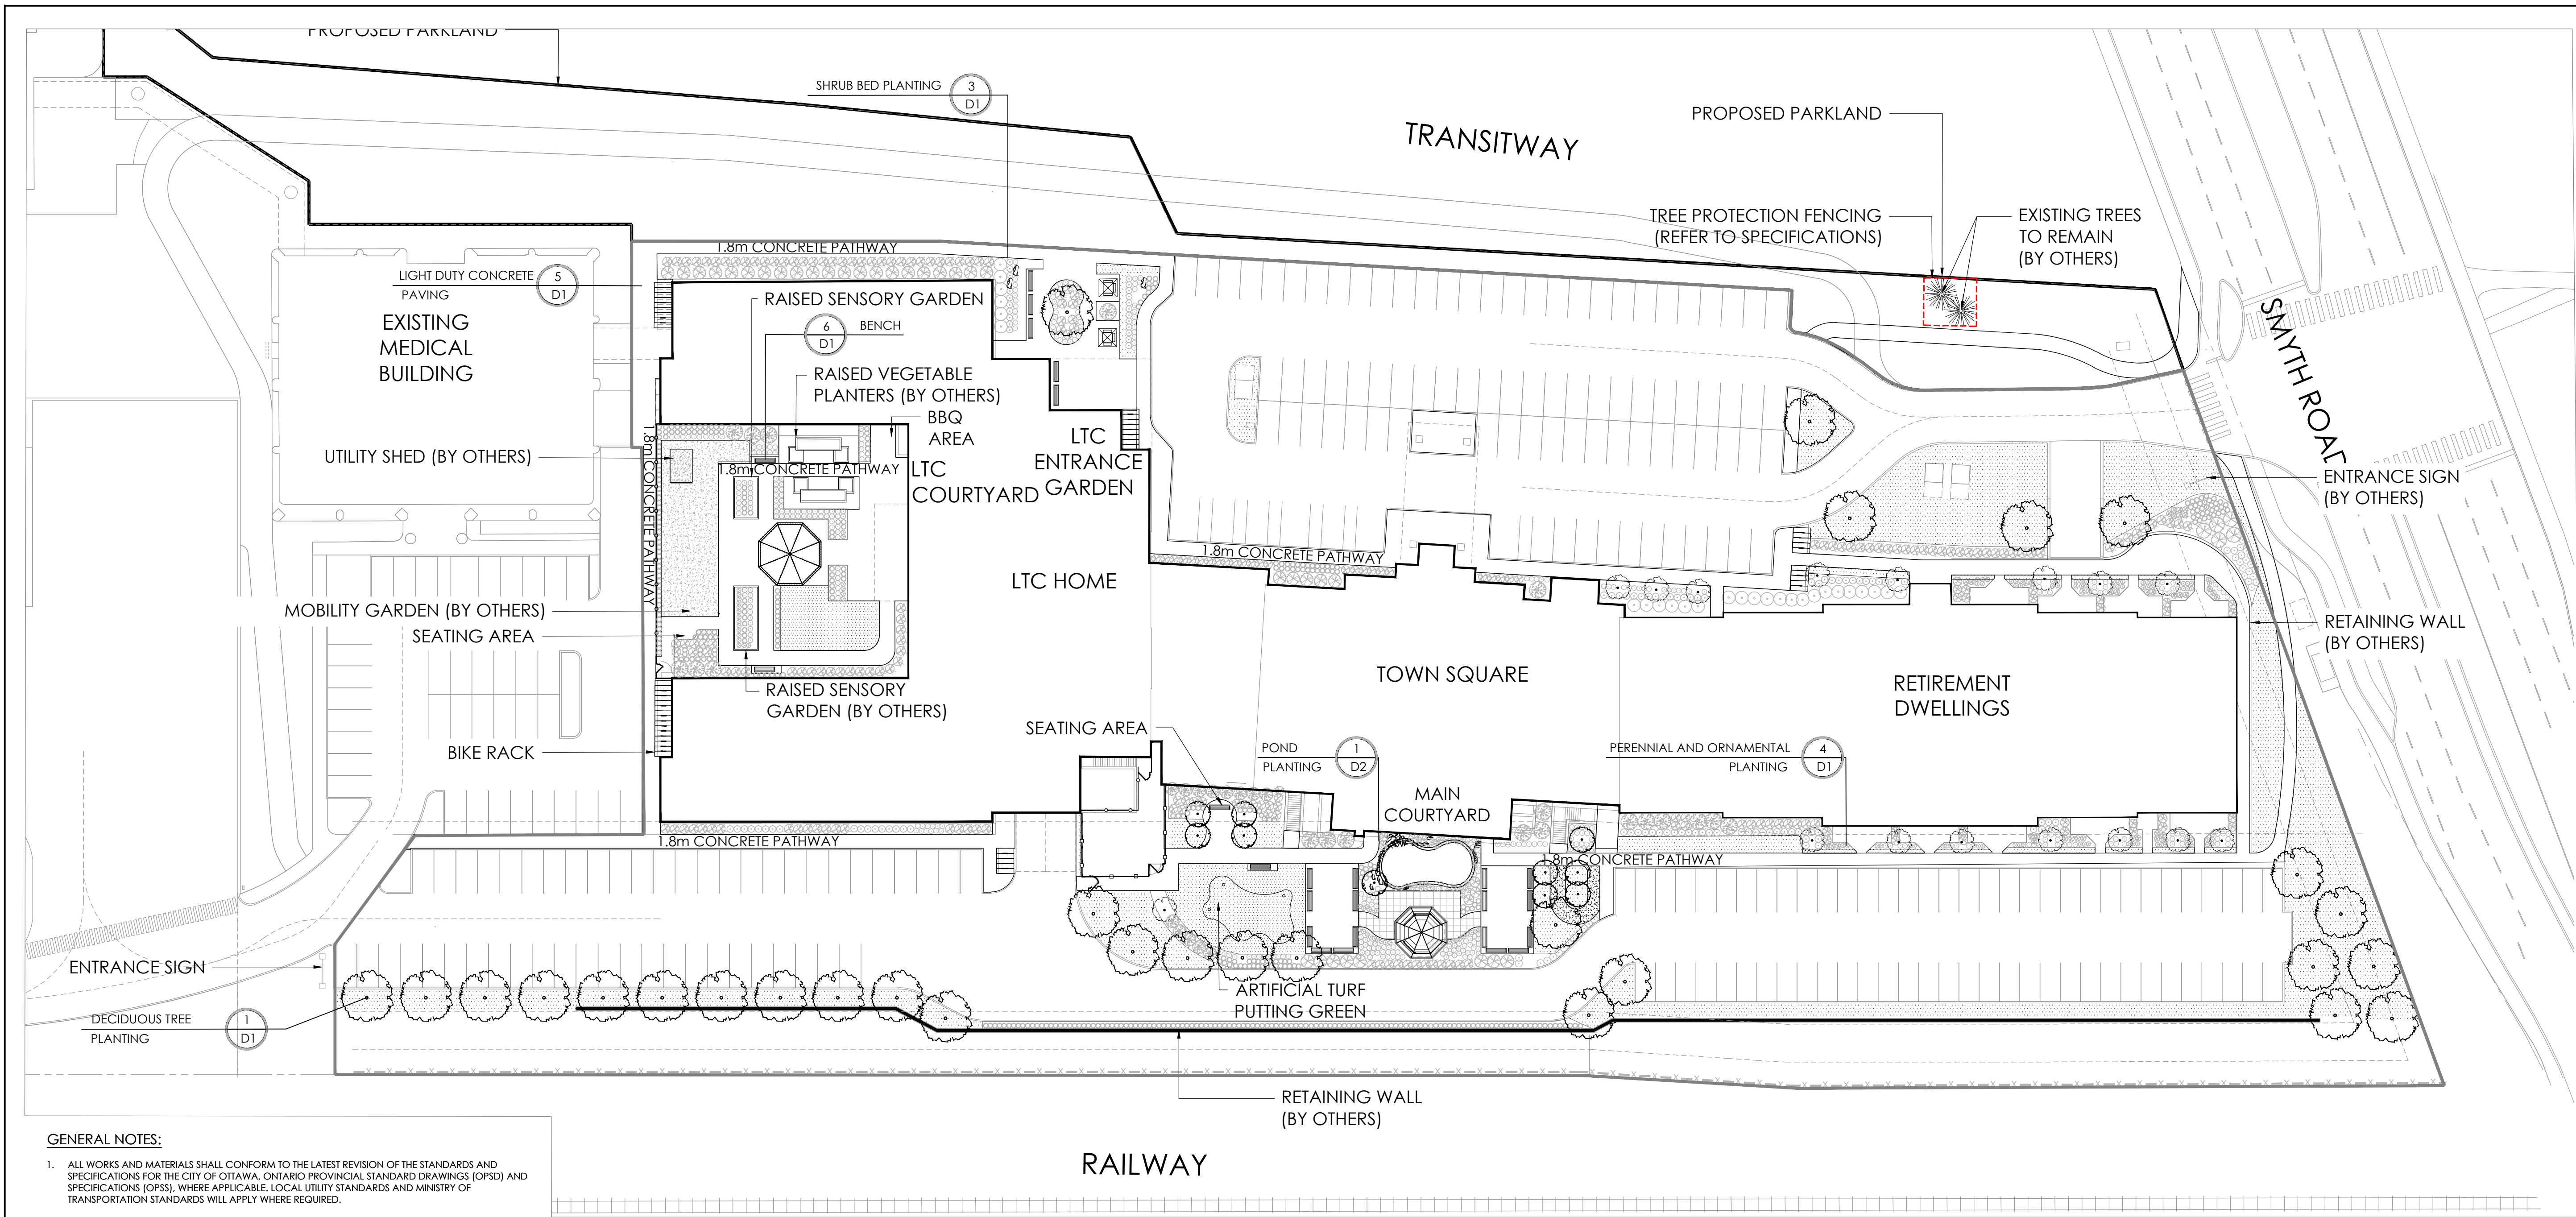 PROPOSED PARKLAND
SHRUB BED PLANTING
3
D1
TRANSITWAY
PROPOSED PARKLAND
TREE PROTECTION FENCING
(REFER TO SPECIFICATIONS)
EXISTING TREES
TO REMAIN
(BY OTHERS)
SMYTH ROAD
1.8m CONCRETE PATHWAY
LIGHT DUTY CONCRETE
PAVING
5
D1
EXISTING
MEDICAL
BUILDING
RAISED SENSORY GARDEN
6
D1
BENCH
RAISED VEGETABLE
PLANTERS (BY OTHERS)
BBQ
AREA
LTC
ENTRANCE
GARDEN
LTC
COURTYARD
UTILITY SHED (BY OTHERS)
1.8m CONCRETE PATHWAY
1.8m CONCRETE PATHWAY
ENTRANCE SIGN
(BY OTHERS)
1.8m CONCRETE PATHWAY
LTC HOME
MOBILITY GARDEN (BY OTHERS)
SEATING AREA
RETAINING WALL
(BY OTHERS)
TOWN SQUARE
RETIREMENT
DWELLINGS
RAISED SENSORY
GARDEN (BY OTHERS)
BIKE RACK
SEATING AREA
POND
PLANTING
1
D2
PERENNIAL AND ORNAMENTAL
PLANTING
4
D1
MAIN
COURTYARD
1.8m CONCRETE PATHWAY
1.8m CONCRETE PATHWAY
ENTRANCE SIGN
ARTIFICIAL TURF
PUTTING GREEN
DECIDUOUS TREE
PLANTING
1
D1
RETAINING WALL
(BY OTHERS)
RAILWAY
GENERAL NOTES:
1. ALL WORKS AND MATERIALS SHALL CONFORM TO THE LATEST REVISION OF THE STANDARDS AND
SPECIFICATIONS FOR THE CITY OF OTTAWA, ONTARIO PROVINCIAL STANDARD DRAWINGS (OPSD) AND
SPECIFICATIONS (OPSS), WHERE APPLICABLE. LOCAL UTILITY STANDARDS AND MINISTRY OF
TRANSPORTATION STANDARDS WILL APPLY WHERE REQUIRED.